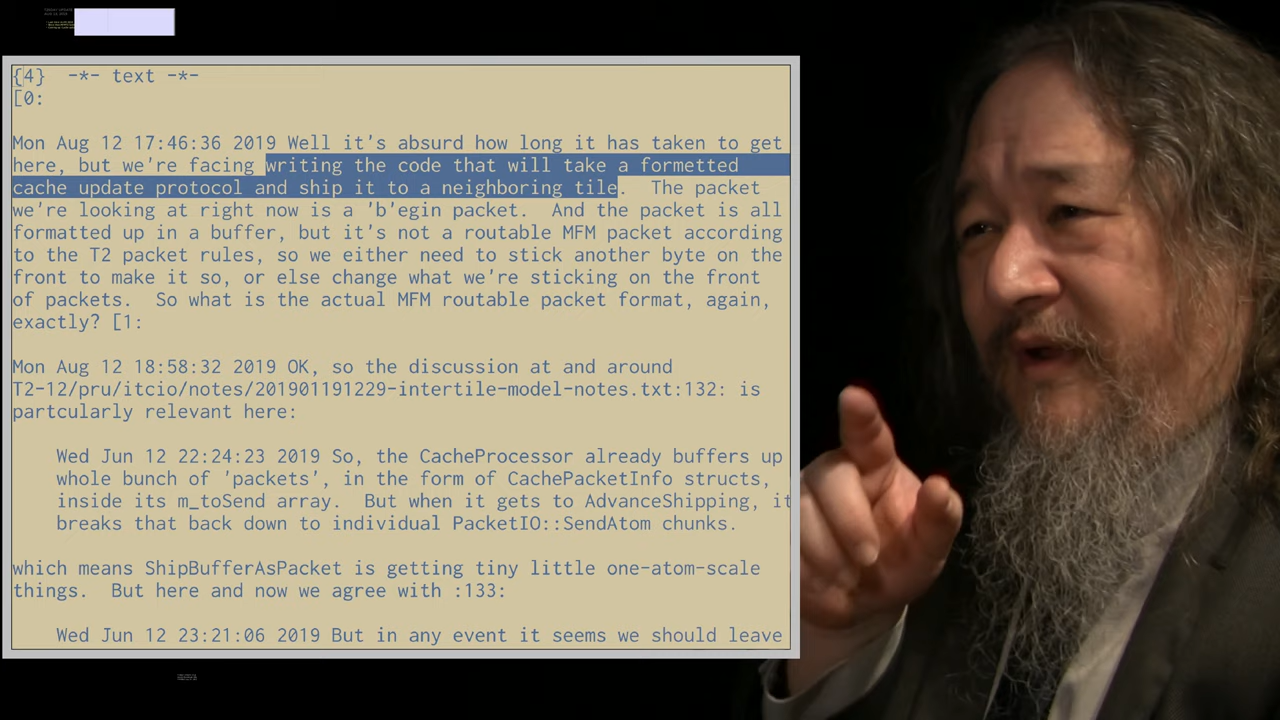 {4}  -*- text -*-
[0:
Mon Aug 12 17:46:36 2019 Well it's absurd how long it has taken to get
here, but we're facing writing the code that will take a formetted
cache update protocol and ship it to a neighboring tile.  The packet
we're looking at right now is a 'b'egin packet.  And the packet is all
formatted up in a buffer, but it's not a routable MFM packet according
to the T2 packet rules, so we either need to stick another byte on the
front to make it so, or else change what we're sticking on the front
of packets.  So what is the actual MFM routable packet format, again,
exactly? [1:
Mon Aug 12 18:58:32 2019 OK, so the discussion at and around
T2-12/pru/itcio/notes/201901191229-intertile-model-notes.txt:132: is
partcularly relevant here:
Wed Jun 12 22:24:23 2019 So, the CacheProcessor already buffers up
whole bunch of 'packets', in the form of CachePacketInfo structs,
inside its m_toSend array.  But when it gets to AdvanceShipping, it
breaks that back down to individual PacketIO::SendAtom chunks.
which means ShipBufferAsPacket is getting tiny little one-atom-scale
things.  But here and now we agree with :133:
Wed Jun 12 23:21:06 2019 But in any event it seems we should leave